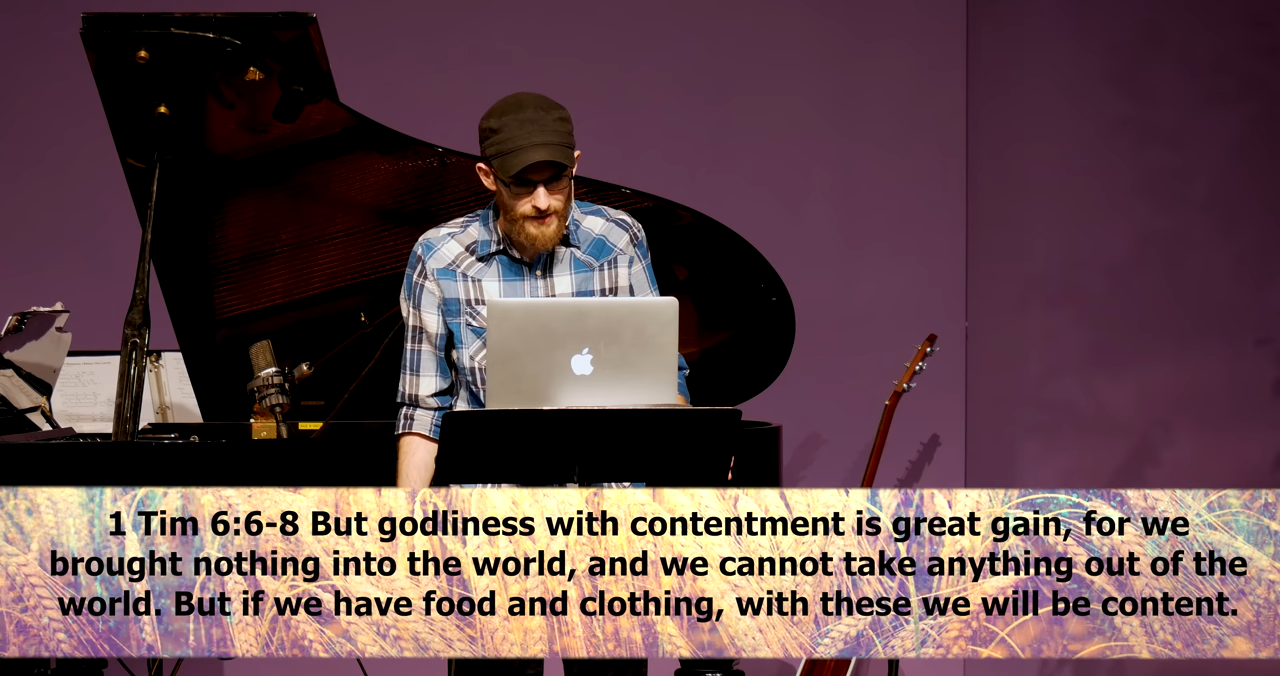 1 Tim 6:6-8 But godliness with contentment is great gain, for we
brought nothing into the world, and we cannot take anything out of the
world. But if we have food and clothing, with these we will be content.